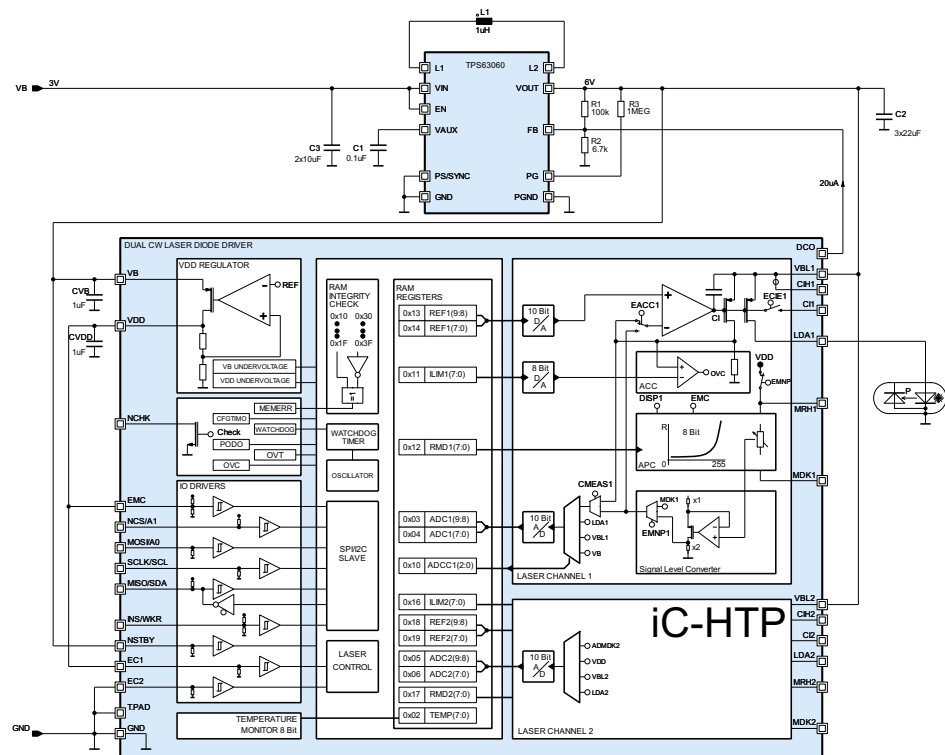 L1
1uH
TPS63060
L1
L2
VB
3V
VIN
VOUT
6V
EN
R1
100k
R3
1MEG
C2
3x22uF
VAUX
FB
C3
2x10uF
C1
0.1uF
R2
6.7k
PS/SYNC
PG
GND
PGND
20uA
DUAL CW LASER DIODE DRIVER
DCO
VDD REGULATOR
VB
REF
CVB
1uF
VDD
CVDD
1uF
VB UNDERVOLTAGE
VDD UNDERVOLTAGE
RAM
INTEGRITY
CHECK
0x10
0x30
0x1F
0x3F
=1
RAM
REGISTERS
0x13
REF1(9:8)
0x14
REF1(7:0)
0x11
ILIM1(7:0)
0x12
RMD1(7:0)
0x03
ADC1(9:8)
0x04
ADC1(7:0)
0x10
ADCC1(2:0)
0x16
ILIM2(7:0)
0x18
REF2(9:8)
0x19
REF2(7:0)
0x05
ADC2(9:8)
0x06
ADC2(7:0)
0x17
RMD2(7:0)
0x02
TEMP(7:0)
10 Bit
D
A
8 Bit
D
A
EACC1
CI
ECIE1
VBL1
CIH1
CI1
LDA1
OVC
ACC
VDD
EMNP
MRH1
P
DISP1
EMC
R
8 Bit
0
255
APC
MDK1
NCHK
Check
MEMERR
CFGTIMO
WATCHDOG
PODO
OVT
OVC
WATCHDOG
TIMER
OSCILLATOR
IO DRIVERS
EMC
NCS/A1
MOSI/A0
SCLK/SCL
MISO/SDA
INS/WKR
NSTBY
EC1
EC2
T.PAD
GND
GND
SPI/I2C
SLAVE
LASER
CONTROL
TEMPERATURE
MONITOR 8 Bit
CMEAS1
10 Bit
A
D
LDA1
VBL1
VB
MDK1
EMNP1
x1
x2
Signal Level Converter
LASER CHANNEL 1
iC-HTP
10 Bit
A
D
ADMDK2
VDD
VBL2
LDA2
LASER CHANNEL 2
VBL2
CIH2
CI2
LDA2
MRH2
MDK2